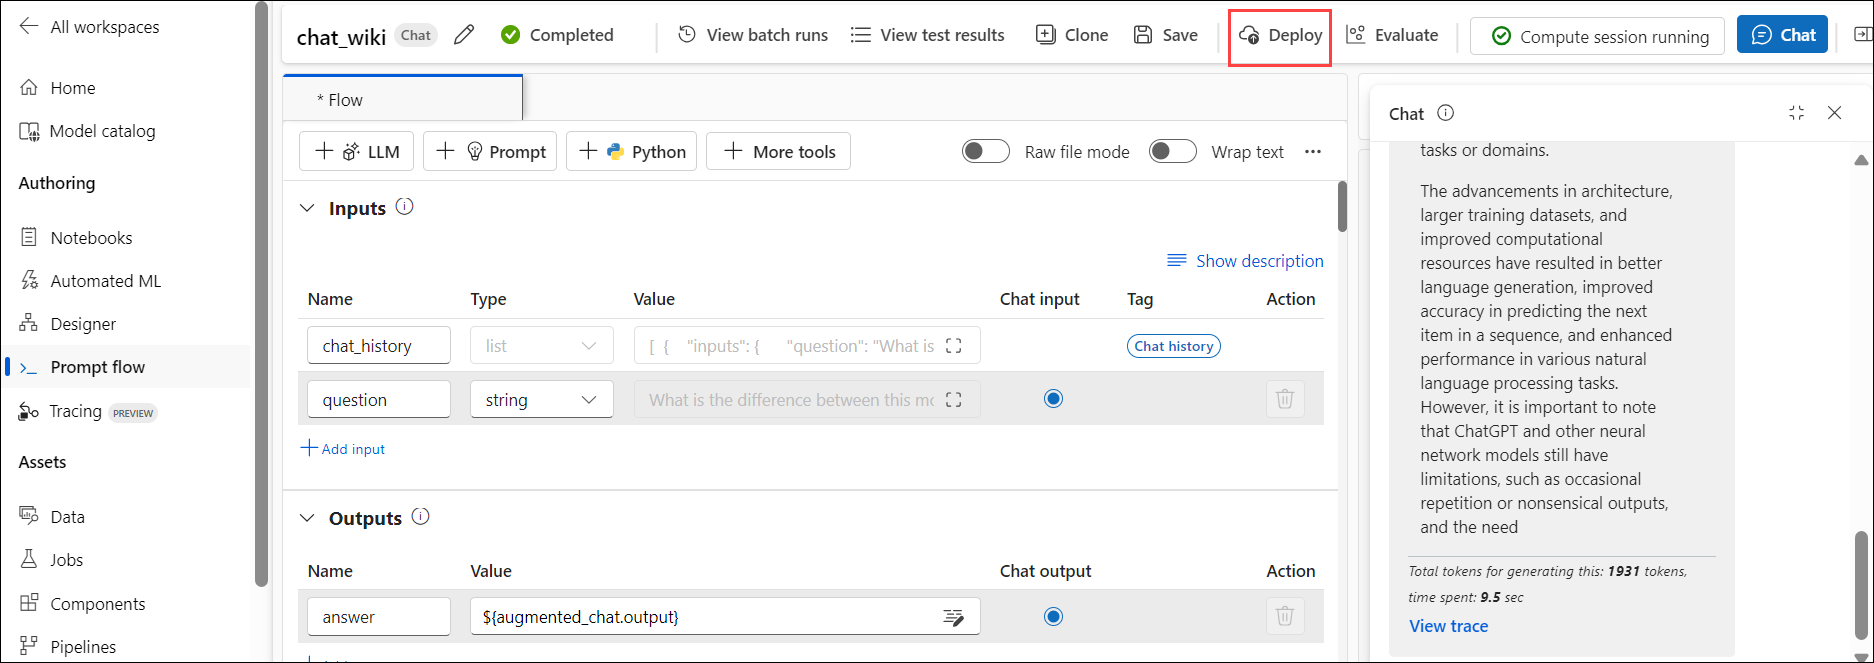 All workspaces
Home
Model catalog
Authoring
Notebooks
Automated ML
Designer
Prompt flow
Tracing PREVIEW
Assets
Data
Jobs
Components
Pipelines
chat_wiki Chat Completed View batch runs View test results Clone Save Deploy Evaluate Compute session running Chat
* Flow
LLM Prompt Python More tools Raw file mode Wrap text ...
Inputs
Show description
Name Type Value Chat input Tag Action
chat_history list [ { "inputs": { "question": "What is Chat history
question string What is the difference between this mo
Add input
Outputs
Name Value Chat output Action
answer ${augmented_chat.output}
Chat
tasks or domains.
The advancements in architecture,
larger training datasets, and
improved computational
resources have resulted in better
language generation, improved
accuracy in predicting the next
item in a sequence, and enhanced
performance in various natural
language processing tasks.
However, it is important to note
that ChatGPT and other neural
network models still have
limitations, such as occasional
repetition or nonsensical outputs,
and the need
Total tokens for generating this: 1931 tokens,
time spent: 9.5 sec
View trace